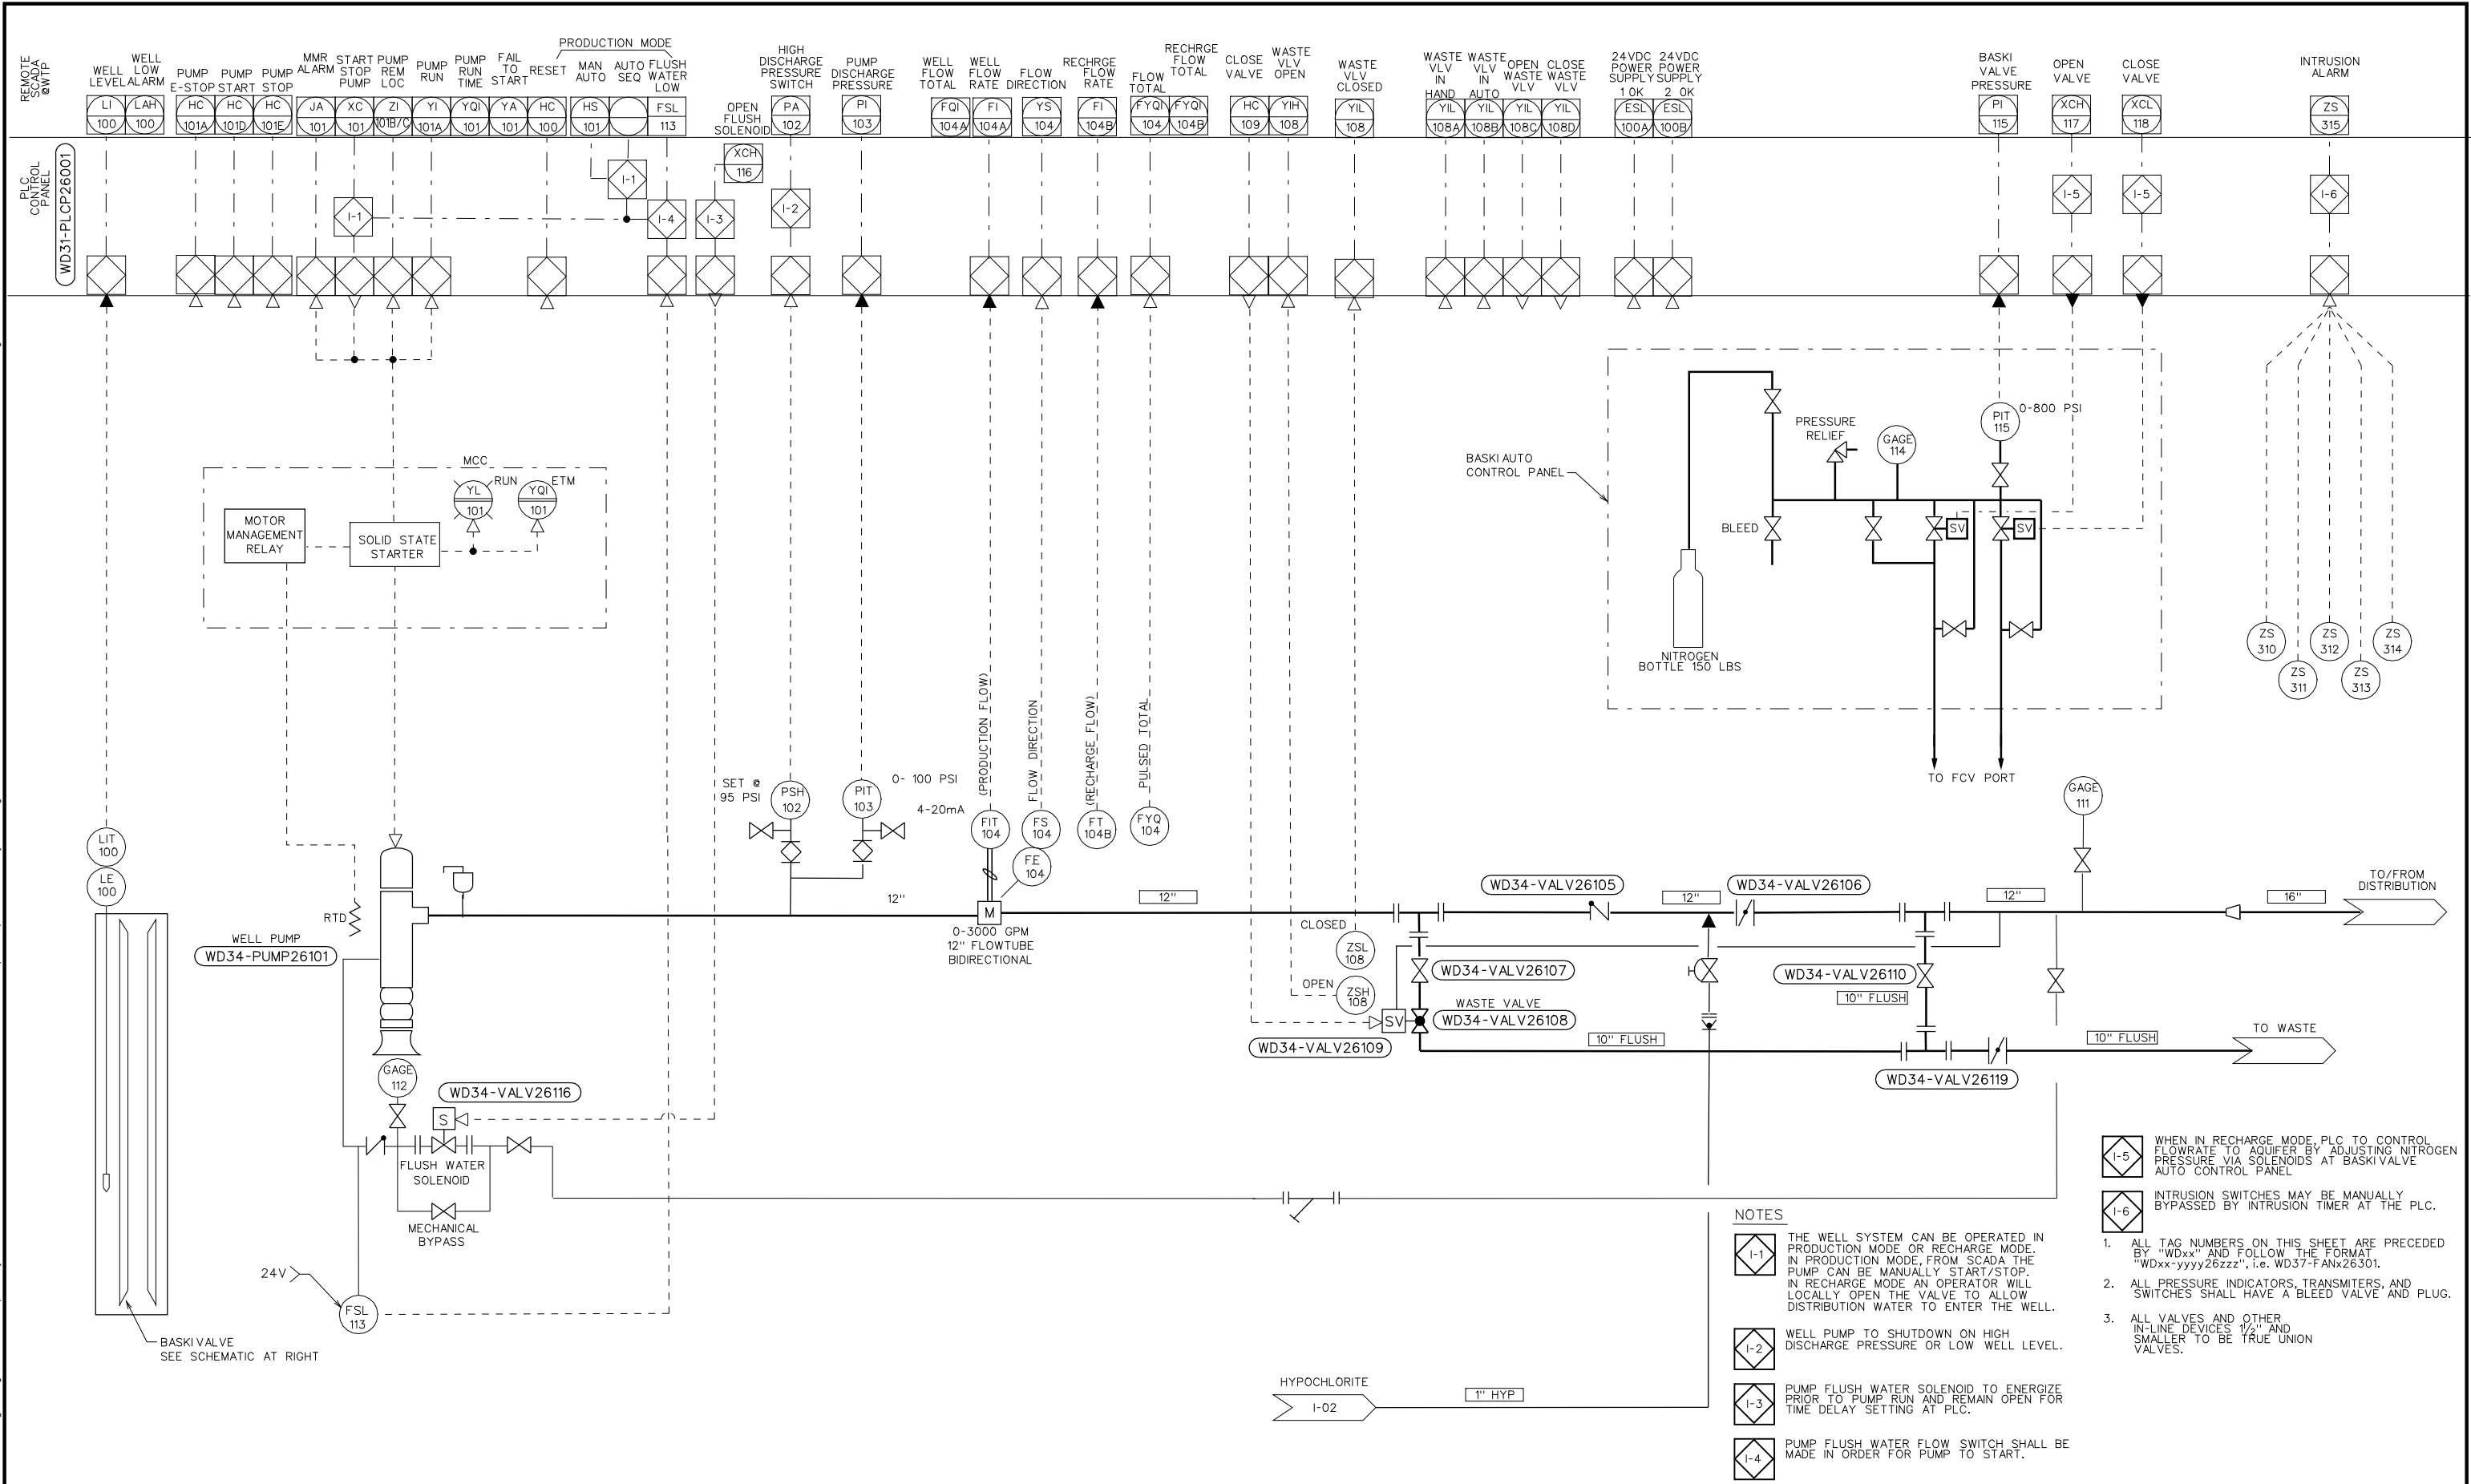 REMOTE
SCADA
@WTP
WELL
LEVEL
WELL
LOW
ALARM
PUMP
E-STOP
PUMP
START
PUMP
STOP
MMR
ALARM
START
STOP
PUMP
PUMP
REM
LOC
PUMP
RUN
PUMP
RUN
TIME
FAIL
TO
START
RESET
PRODUCTION MODE
MAN
AUTO
AUTO
SEQ
FLUSH
WATER
LOW
OPEN
FLUSH
SOLENOID
HIGH
DISCHARGE
PRESSURE
SWITCH
PUMP
DISCHARGE
PRESSURE
WELL
FLOW
TOTAL
WELL
FLOW
RATE
FLOW
DIRECTION
RECHRGE
FLOW
RATE
FLOW
TOTAL
RECHRGE
FLOW
TOTAL
CLOSE
VALVE
WASTE
VLV
OPEN
WASTE
VLV
CLOSED
WASTE
VLV
IN
HAND
WASTE
VLV
IN
AUTO
OPEN
WASTE
VLV
CLOSE
WASTE
VLV
24VDC
POWER
SUPPLY
1 OK
24VDC
POWER
SUPPLY
2 OK
BASKI
VALVE
PRESSURE
OPEN
VALVE
CLOSE
VALVE
INTRUSION
ALARM
LI
100
LAH
100
HC
101A
HC
101D
HC
101E
JA
101
XC
101
ZI
101B/C
YI
101A
YQI
101
YA
101
HC
100
HS
101
FSL
113
XCH
116
PA
102
PI
103
FQI
104A
FI
104A
YS
104
FI
104B
FYQI
104
FYQI
104B
HC
109
YIH
108
YIL
108
YIL
108A
YIL
108B
YIL
108C
YIL
108D
ESL
100A
ESL
100B
PI
115
XCH
117
XCL
118
ZS
315
PLC
CONTROL
PANEL
WD31-PLCP26001
I-1
I-1
I-4
I-3
I-2
I-5
I-5
I-6
MCC
MOTOR
MANAGEMENT
RELAY
SOLID STATE
STARTER
YL
101
RUN
YQI
101
ETM
BASKI AUTO
CONTROL PANEL
PRESSURE
RELIEF
GAGE
114
PIT
115
0-800 PSI
BLEED
SV
SV
NITROGEN
BOTTLE 150 LBS
TO FCV PORT
ZS
310
ZS
311
ZS
312
ZS
313
ZS
314
SET @
95 PSI
PSH
102
PIT
103
0- 100 PSI
4-20mA
(PRODUCTION FLOW)
FLOW DIRECTION
(RECHARGE FLOW)
PULSED TOTAL
FIT
104
FS
104
FE
104
FT
104B
FYQ
104
GAGE
111
LIT
100
LE
100
RTD
WELL PUMP
WD34-PUMP26101
12"
M
0-3000 GPM
12" FLOWTUBE
BIDIRECTIONAL
12"
WD34-VALV26105
12"
WD34-VALV26106
12"
16"
TO/FROM
DISTRIBUTION
CLOSED
ZSL
108
OPEN
ZSH
108
WD34-VALV26107
WASTE VALVE
WD34-VALV26108
SV
WD34-VALV26109
WD34-VALV26110
10" FLUSH
10" FLUSH
10" FLUSH
WD34-VALV26119
TO WASTE
GAGE
112
WD34-VALV26116
S
FLUSH WATER
SOLENOID
MECHANICAL
BYPASS
24V
FSL
113
BASKI VALVE
SEE SCHEMATIC AT RIGHT
HYPOCHLORITE
I-02
1" HYP
NOTES
I-1
THE WELL SYSTEM CAN BE OPERATED IN
PRODUCTION MODE OR RECHARGE MODE.
IN PRODUCTION MODE, FROM SCADA THE
PUMP CAN BE MANUALLY START/STOP.
IN RECHARGE MODE AN OPERATOR WILL
LOCALLY OPEN THE VALVE TO ALLOW
DISTRIBUTION WATER TO ENTER THE WELL.
I-2
WELL PUMP TO SHUTDOWN ON HIGH
DISCHARGE PRESSURE OR LOW WELL LEVEL.
I-3
PUMP FLUSH WATER SOLENOID TO ENERGIZE
PRIOR TO PUMP RUN AND REMAIN OPEN FOR
TIME DELAY SETTING AT PLC.
I-4
PUMP FLUSH WATER FLOW SWITCH SHALL BE
MADE IN ORDER FOR PUMP TO START.
I-5
WHEN IN RECHARGE MODE, PLC TO CONTROL
FLOWRATE TO AQUIFER BY ADJUSTING NITROGEN
PRESSURE VIA SOLENOIDS AT BASKI VALVE
AUTO CONTROL PANEL
I-6
INTRUSION SWITCHES MAY BE MANUALLY
BYPASSED BY INTRUSION TIMER AT THE PLC.
1. ALL TAG NUMBERS ON THIS SHEET ARE PRECEDED
BY "WDxx" AND FOLLOW THE FORMAT
"WDxx-yyyy26zzz", i.e. WD37-FANx26301.
2. ALL PRESSURE INDICATORS, TRANSMITERS, AND
SWITCHES SHALL HAVE A BLEED VALVE AND PLUG.
3. ALL VALVES AND OTHER
IN-LINE DEVICES 1½" AND
SMALLER TO BE TRUE UNION
VALVES.